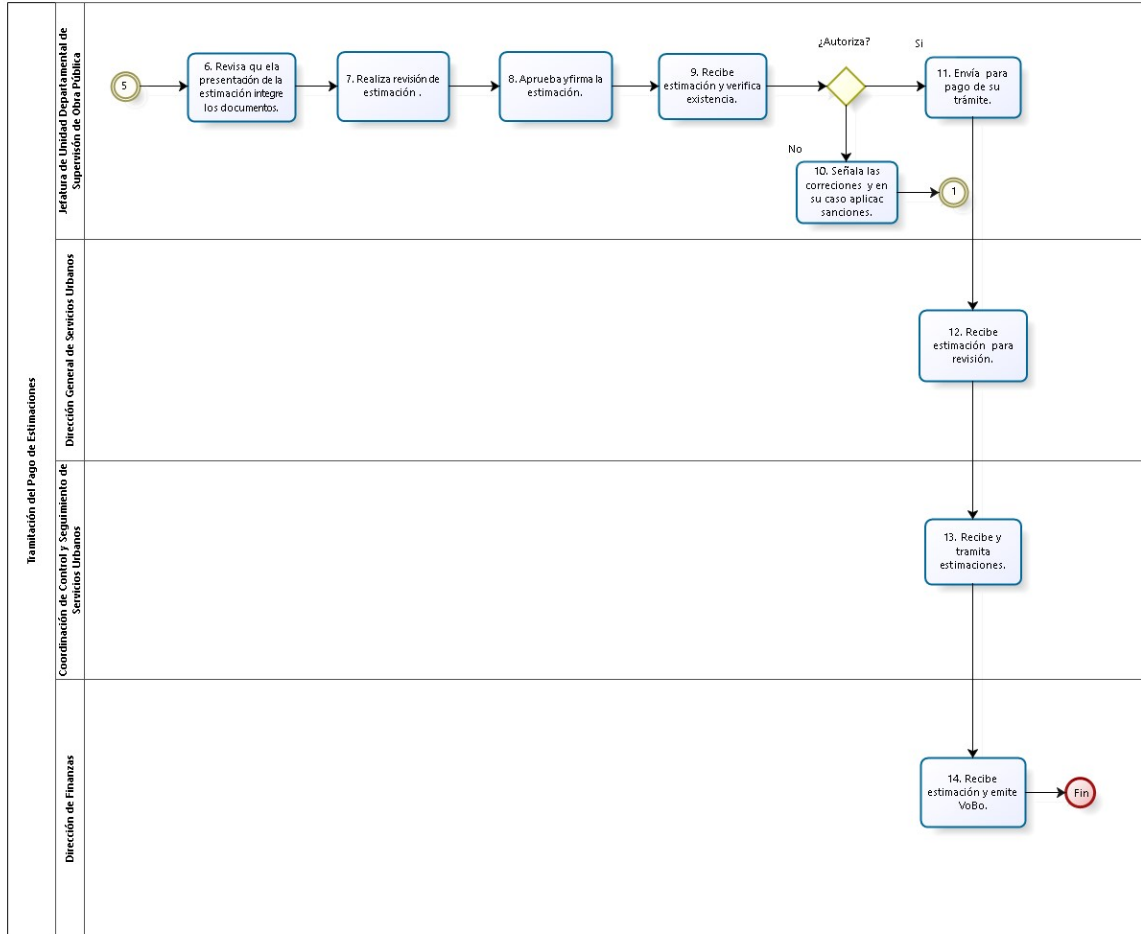 Tramitación del Pago de Estimaciones
Jefatura de Unidad Departamental de
Supervisón de Obra Pública
5
6. Revisa qu ela
presentación de la
estimación integre
los documentos.
7. Realiza revisión de
estimación .
8. Aprueba y firma la
estimación.
9. Recibe
estimación y verifica
existencia.
¿Autoriza?
Si
11. Envía para
pago de su
trámite.
No
10. Señala las
correciones y en
su caso aplicac
sanciones.
1
Dirección General de Servicios Urbanos
12. Recibe
estimación para
revisión.
Coordinación de Control y Seguimiento de
Servicios Urbanos
13. Recibe y
tramita
estimaciones.
Dirección de Finanzas
14. Recibe
estimación y emite
VoBo.
Fin